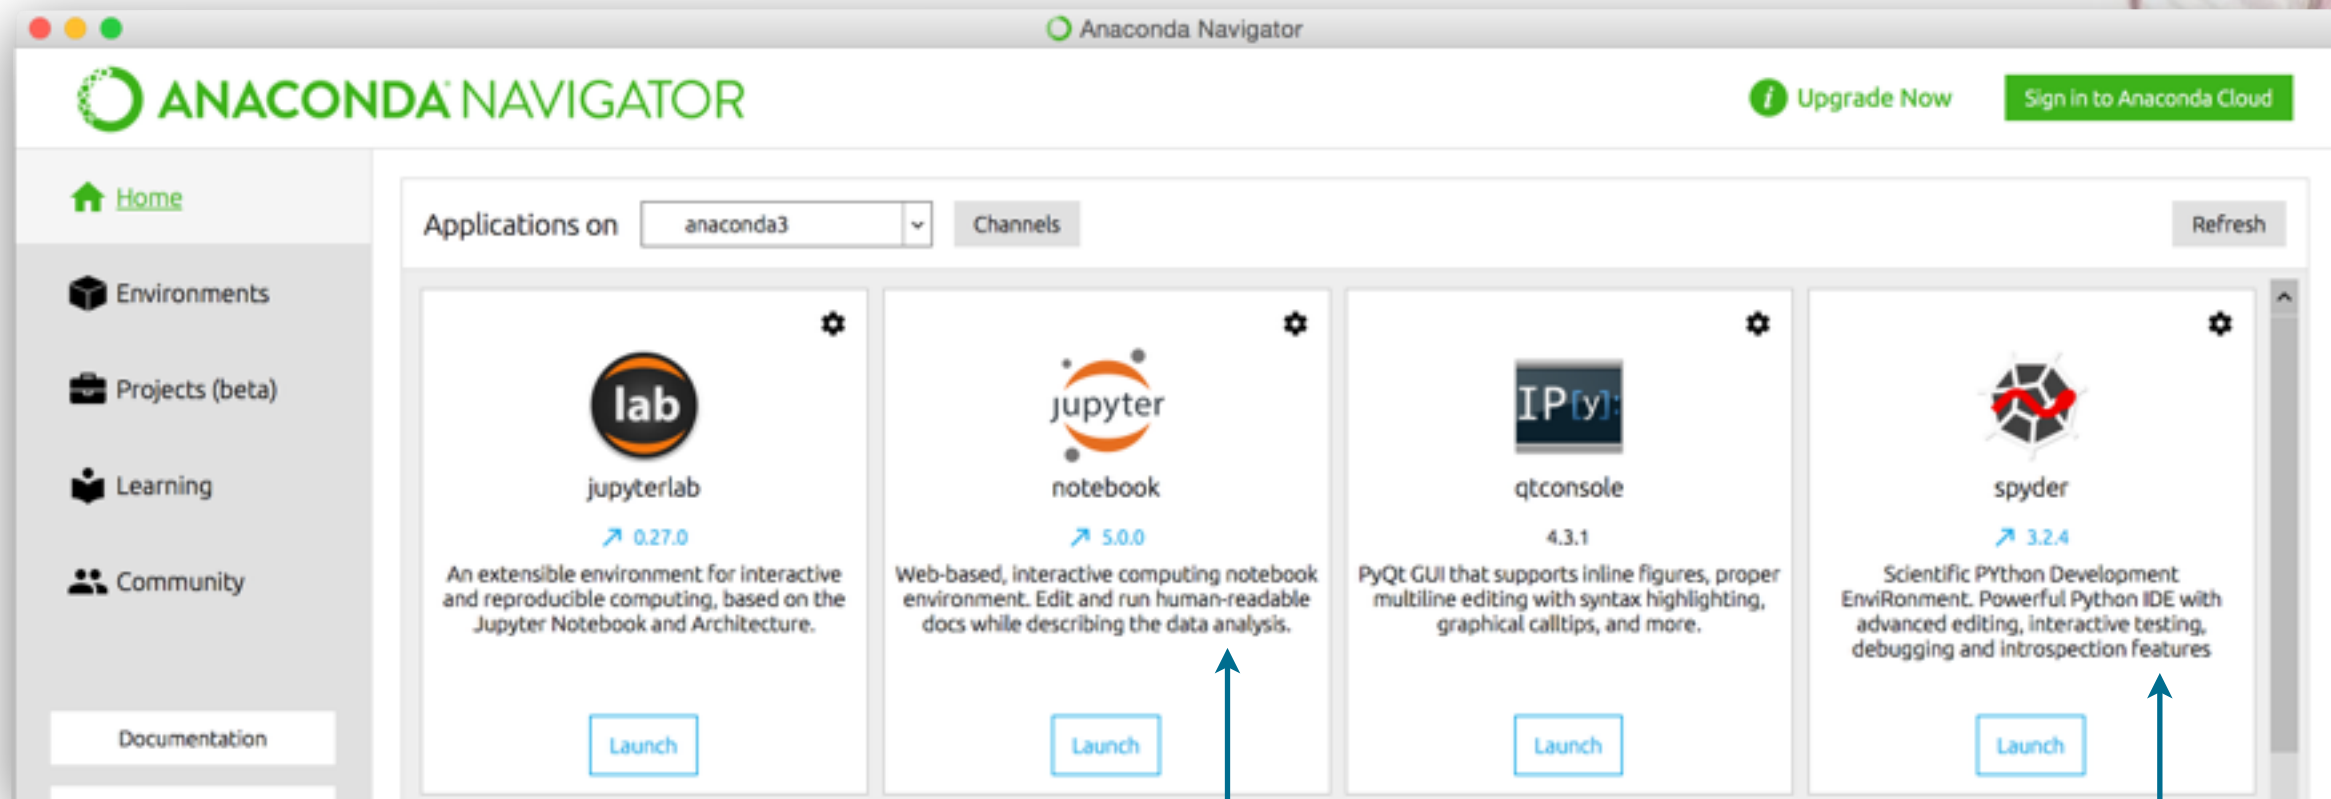 Anaconda Navigator
ANACONDA NAVIGATOR
Upgrade Now
Sign in to Anaconda Cloud
Home
Environments
Projects (beta)
Learning
Community
Documentation
Applications on
anaconda3
Channels
Refresh
lab
jupyterlab
0.27.0
An extensible environment for interactive
and reproducible computing, based on the
Jupyter Notebook and Architecture.
Launch
jupyter
notebook
5.0.0
Web-based, interactive computing notebook
environment. Edit and run human-readable
docs while describing the data analysis.
Launch
IP[y]:
qtconsole
4.3.1
PyQt GUI that supports inline figures, proper
multiline editing with syntax highlighting,
graphical calltips, and more.
Launch
spyder
3.2.4
Scientific PYthon Development
EnviRonment. Powerful Python IDE with
advanced editing, interactive testing,
debugging and introspection features
Launch